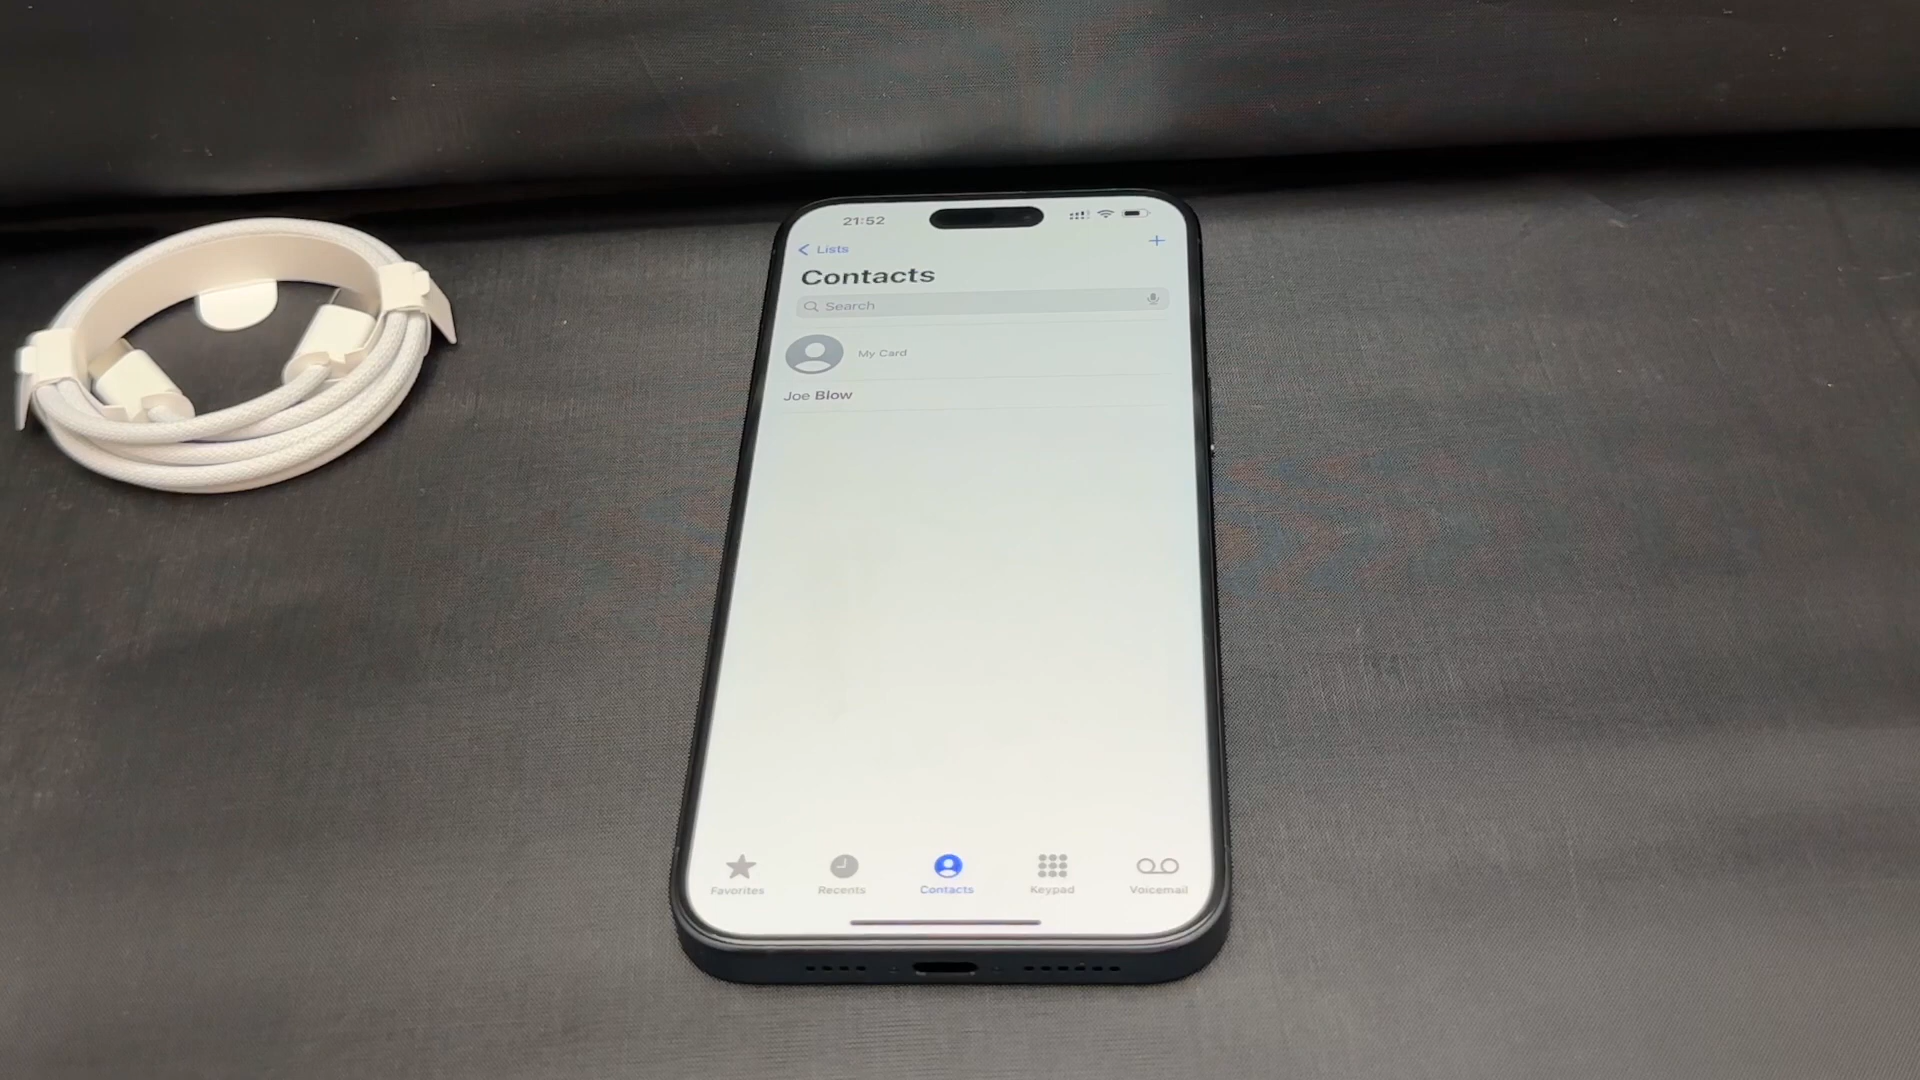 21:52
Lists
Contacts
Search
My Card
Joe Blow
Favorites
Recents
Contacts
Keypad
Voicemail